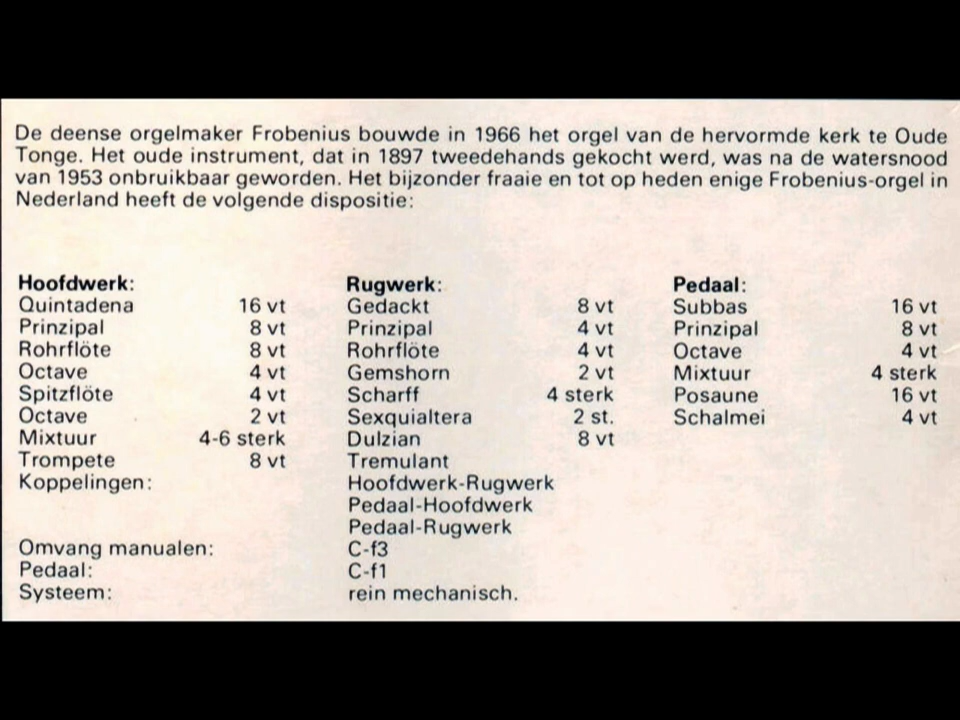 De deense orgelmaker Frobenius bouwde in 1966 het orgel van de hervormde kerk te Oude
Tonge. Het oude instrument, dat in 1897 tweedehands gekocht werd, was na de watersnood
van 1953 onbruikbaar geworden. Het bijzonder fraaie en tot op heden enige Frobenius-orgel in
Nederland heeft de volgende dispositie:
Hoofdwerk: Rugwerk: Pedaal:
Quintadena 16 vt Gedackt 8 vt Subbas 16 vt
Prinzipal 8 vt Prinzipal 4 vt Prinzipal 8 vt
Rohrflöte 8 vt Rohrflöte 4 vt Octave 4 vt
Octave 4 vt Gemshorn 2 vt Mixtuur 4 sterk
Spitzflöte 4 vt Scharff 4 sterk Posaune 16 vt
Octave 2 vt Sexquialtera 2 st. Schalmei 4 vt
Mixtuur 4-6 sterk Dulzian 8 vt
Trompete 8 vt Tremulant
Koppelingen: Hoofdwerk-Rugwerk
Pedaal-Hoofdwerk
Pedaal-Rugwerk
Omvang manualen: C-f3
Pedaal: C-f1
Systeem: rein mechanisch.